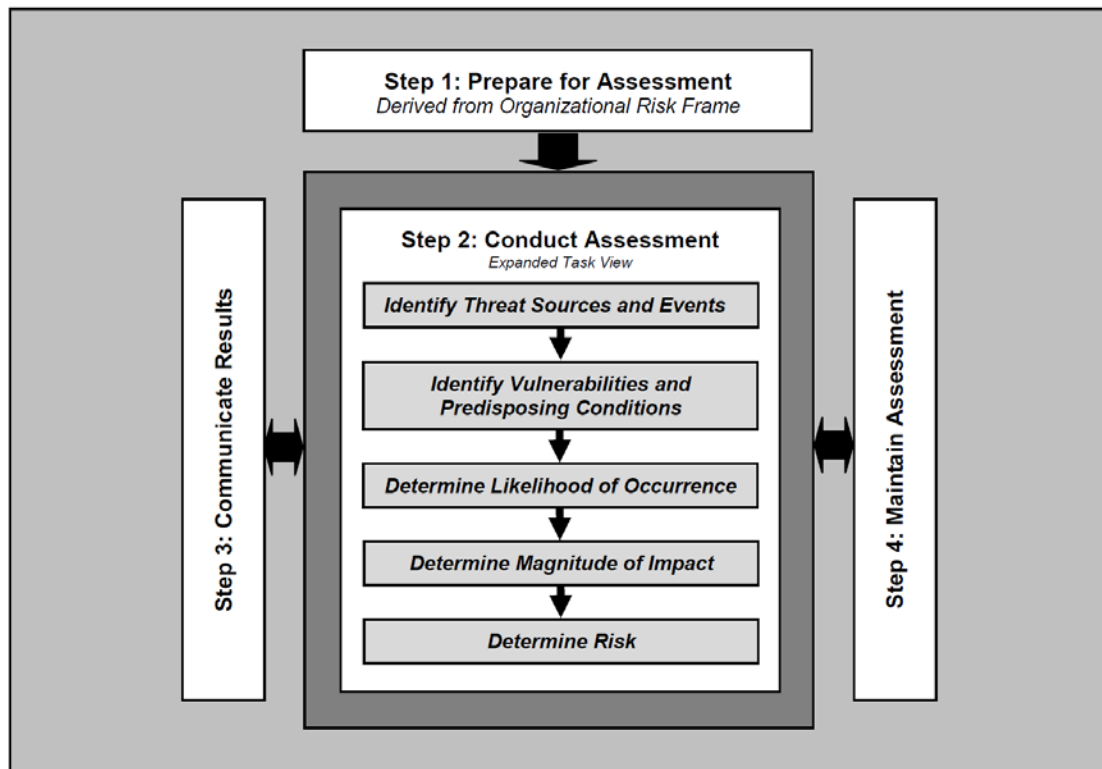 Step 1: Prepare for Assessment
Derived from Organizational Risk Frame
Step 2: Conduct Assessment
Expanded Task View
Identify Threat Sources and Events
Identify Vulnerabilities and
Predisposing Conditions
Determine Likelihood of Occurrence
Determine Magnitude of Impact
Determine Risk
Step 3: Communicate Results
Step 4: Maintain Assessment